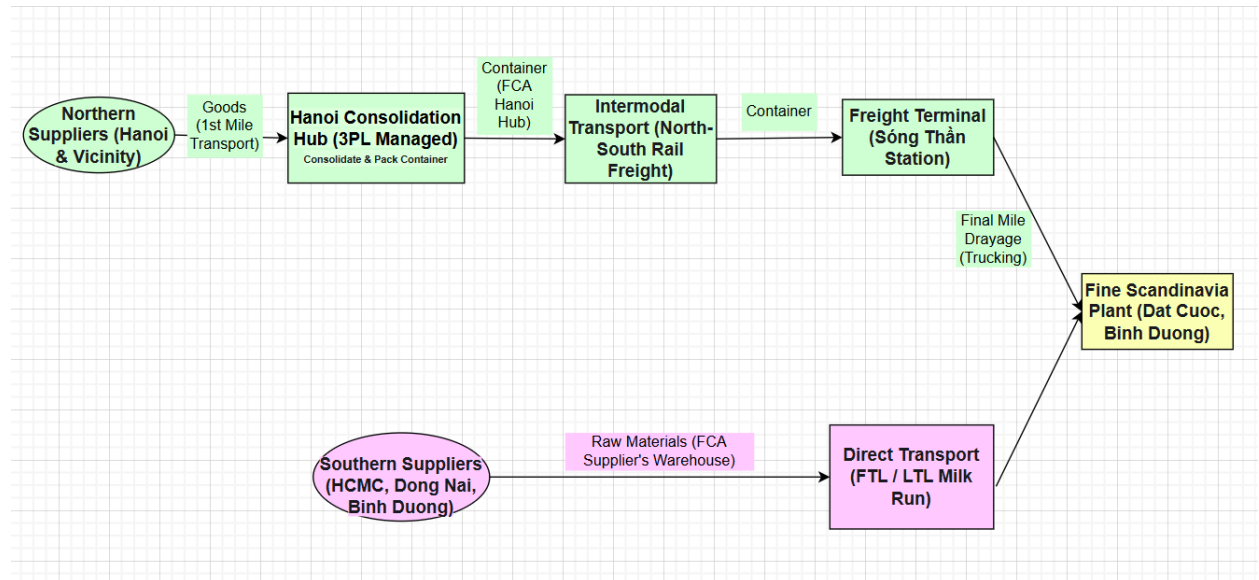 Northern
Suppliers (Hanoi
& Vicinity)
Goods
(1st Mile
Transport)
Hanoi Consolidation
Hub (3PL Managed)
Consolidate & Pack Container
Container
(FCA
Hanoi
Hub)
Intermodal
Transport (North-
South Rail
Freight)
Container
Freight Terminal
(Sóng Thần
Station)
Final Mile
Drayage
(Trucking)
Fine Scandinavia
Plant (Dat Cuoc,
Binh Duong)
Southern Suppliers
(HCMC, Dong Nai,
Binh Duong)
Raw Materials (FCA
Supplier's Warehouse)
Direct Transport
(FTL / LTL Milk
Run)